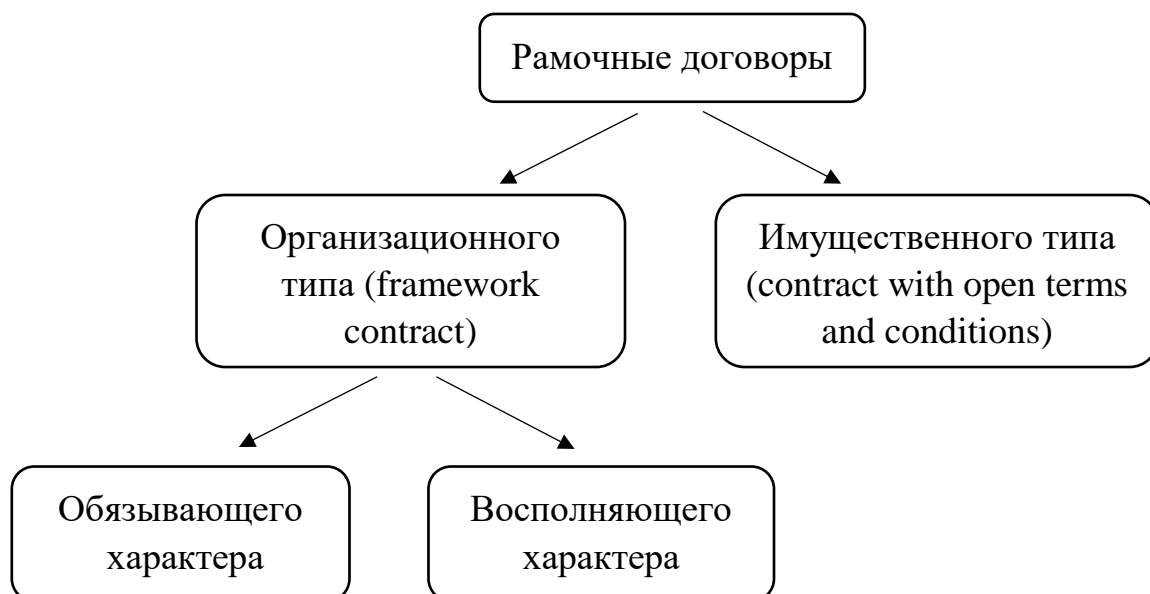 Рамочные договоры
Организационного
типа (framework
contract)
Имущественного типа
(contract with open terms
and conditions)
Обязывающего
характера
Восполняющего
характера